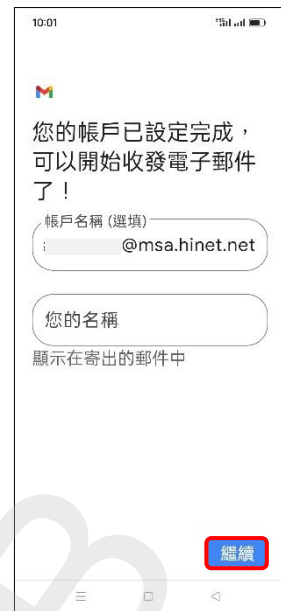 10:01
您的帳戶已設定完成，
可以開始收發電子郵件
了！
帳戶名稱 (選填)
@msa.hinet.net
您的名稱
顯示在寄出的郵件中
繼續